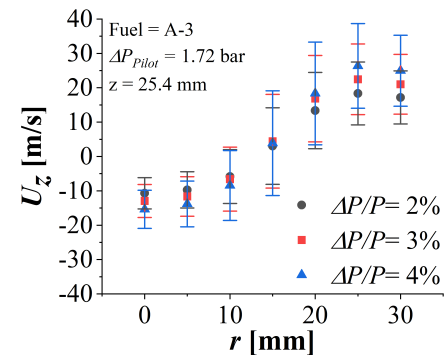 Fuel = A-3
ΔP_Pilot = 1.72 bar
z = 25.4 mm
U_z [m/s]
40
30
20
10
0
-10
-20
-30
-40
ΔP/P = 2%
ΔP/P = 3%
ΔP/P = 4%
0 10 20 30
r [mm]